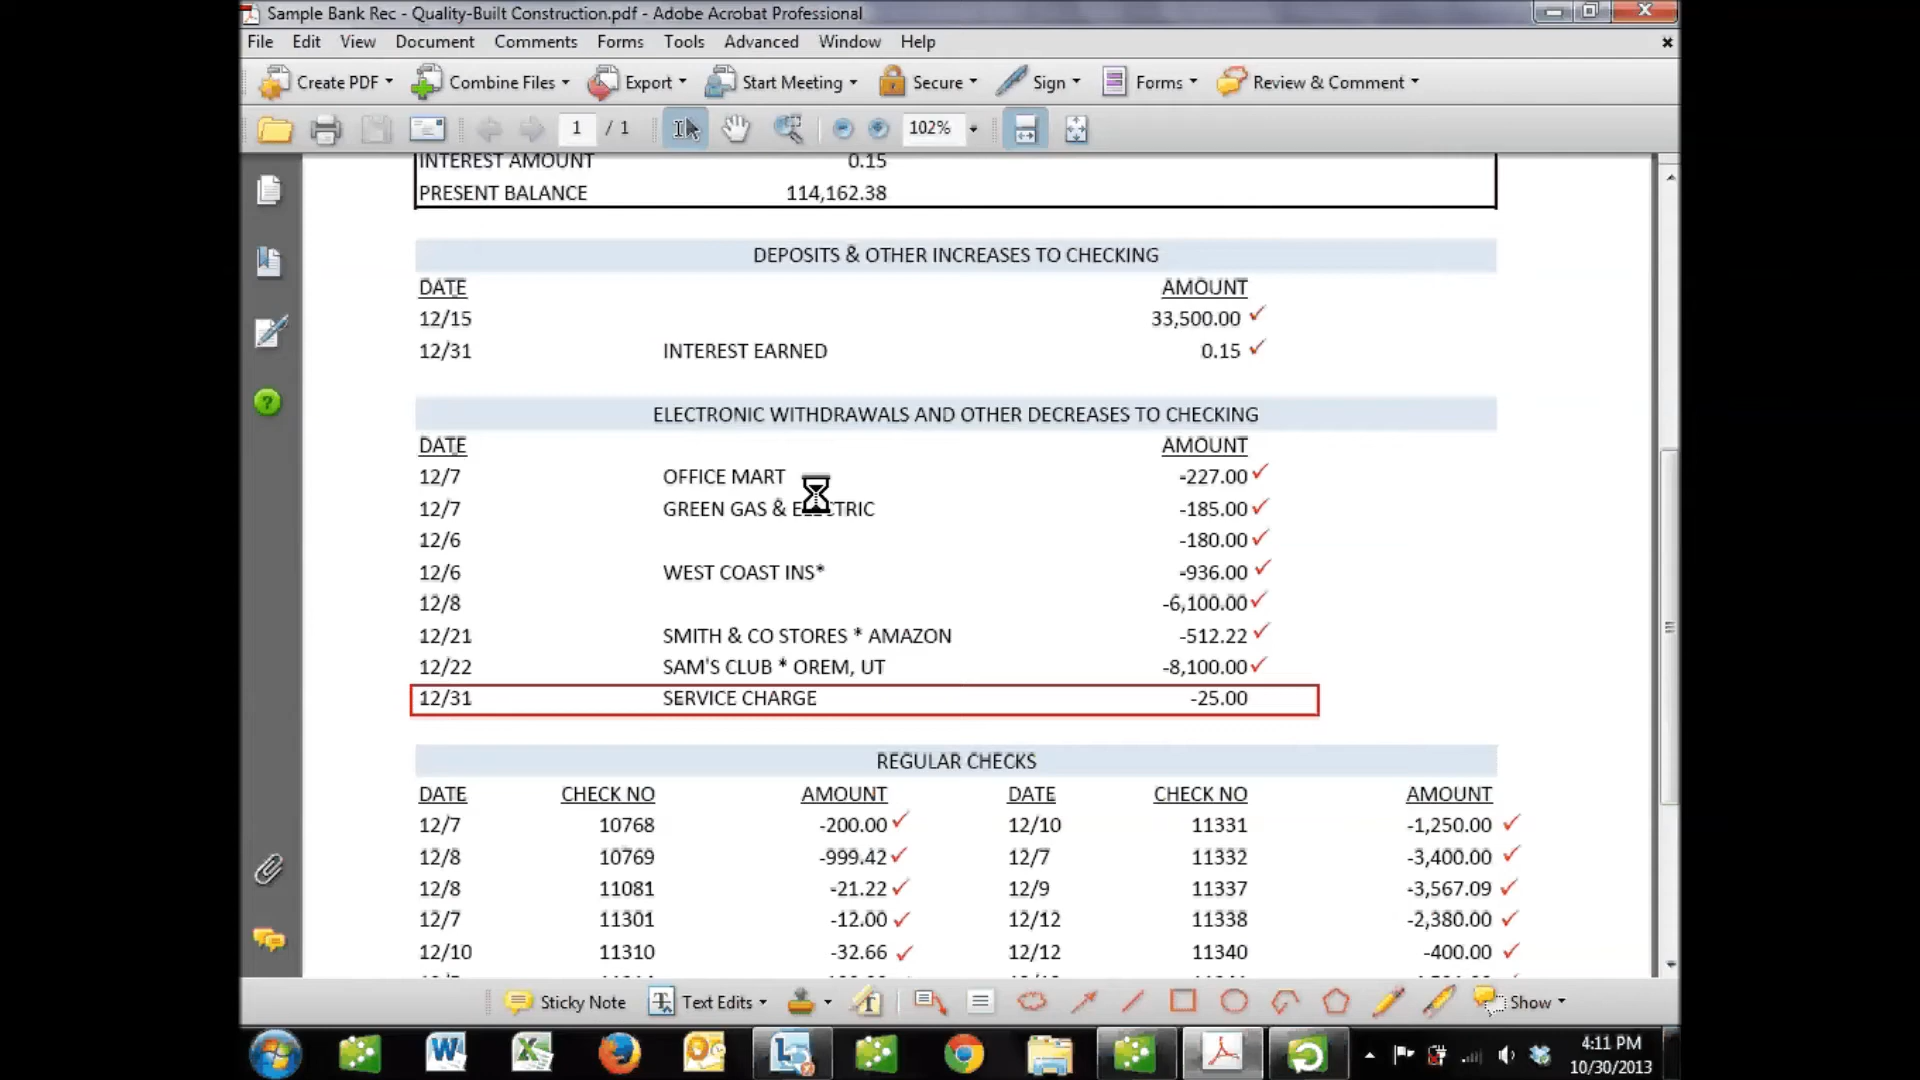 Sample Bank Rec - Quality-Built Construction.pdf - Adobe Acrobat Professional
File Edit View Document Comments Forms Tools Advanced Window Help
Create PDF Combine Files Export Start Meeting Secure Sign Forms Review & Comment
1 / 1 102%
INTEREST AMOUNT 0.15
PRESENT BALANCE 114,162.38
DEPOSITS & OTHER INCREASES TO CHECKING
DATE AMOUNT
12/15 33,500.00
12/31 INTEREST EARNED 0.15
ELECTRONIC WITHDRAWALS AND OTHER DECREASES TO CHECKING
DATE AMOUNT
12/7 OFFICE MART -227.00
12/7 GREEN GAS & ELECTRIC -185.00
12/6 -180.00
12/6 WEST COAST INS* -936.00
12/8 -6,100.00
12/21 SMITH & CO STORES * AMAZON -512.22
12/22 SAM'S CLUB * OREM, UT -8,100.00
12/31 SERVICE CHARGE -25.00
REGULAR CHECKS
DATE CHECK NO AMOUNT DATE CHECK NO AMOUNT
12/7 10768 -200.00 12/10 11331 -1,250.00
12/8 10769 -999.42 12/7 11332 -3,400.00
12/8 11081 -21.22 12/9 11337 -3,567.09
12/7 11301 -12.00 12/12 11338 -2,380.00
12/10 11310 -32.66 12/12 11340 -400.00
Sticky Note Text Edits Show
4:11 PM
10/30/2013